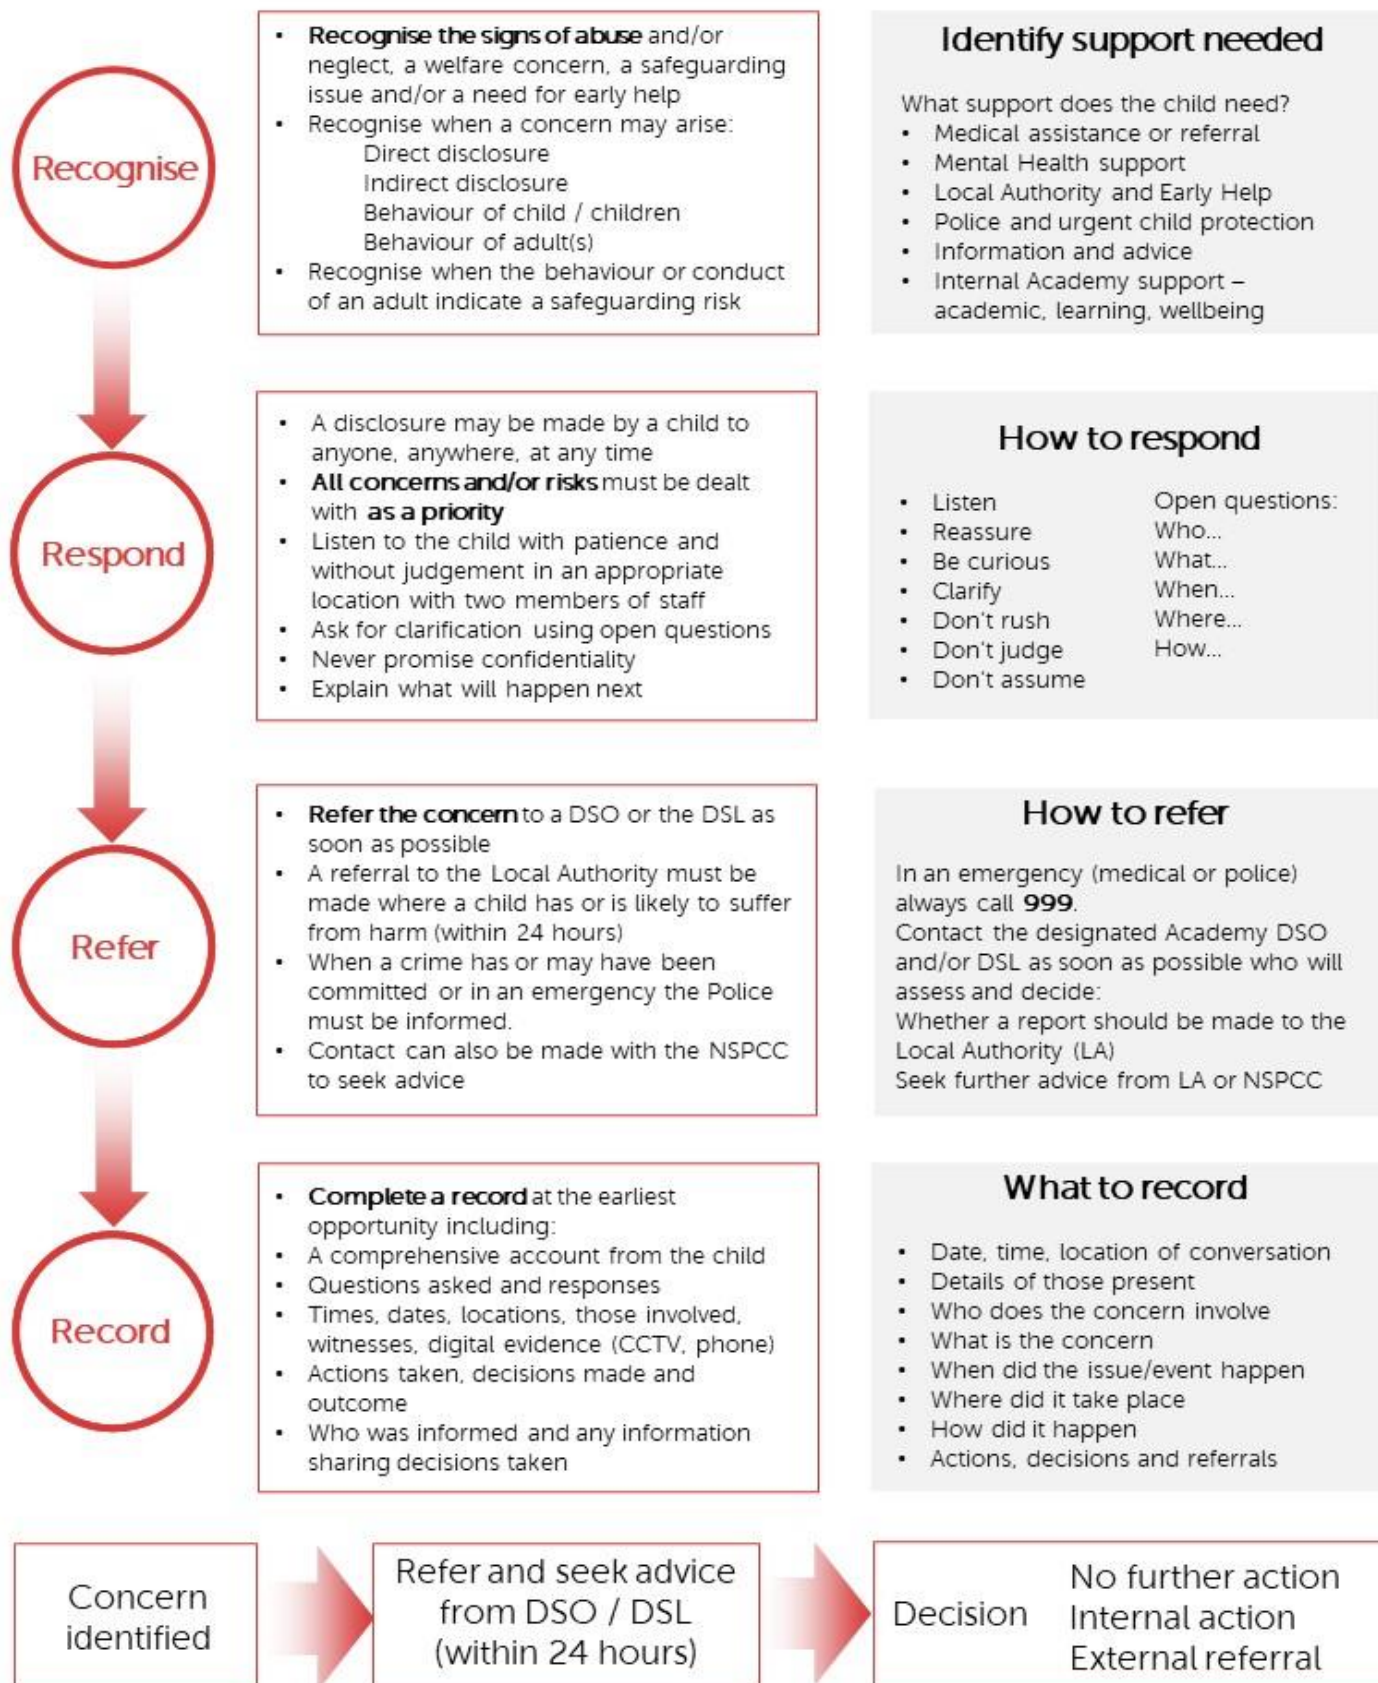 Recognise
• Recognise the signs of abuse and/or
neglect, a welfare concern, a safeguarding
issue and/or a need for early help
• Recognise when a concern may arise:
Direct disclosure
Indirect disclosure
Behaviour of child / children
Behaviour of adult(s)
• Recognise when the behaviour or conduct
of an adult indicate a safeguarding risk
Identify support needed
What support does the child need?
• Medical assistance or referral
• Mental Health support
• Local Authority and Early Help
• Police and urgent child protection
• Information and advice
• Internal Academy support –
academic, learning, wellbeing
Respond
• A disclosure may be made by a child to
anyone, anywhere, at any time
• All concerns and/or risks must be dealt
with as a priority
• Listen to the child with patience and
without judgement in an appropriate
location with two members of staff
• Ask for clarification using open questions
• Never promise confidentiality
• Explain what will happen next
How to respond
• Listen
• Reassure
• Be curious
• Clarify
• Don't rush
• Don't judge
• Don't assume
Open questions:
Who...
What...
When...
Where...
How...
Refer
• Refer the concern to a DSO or the DSL as
soon as possible
• A referral to the Local Authority must be
made where a child has or is likely to suffer
from harm (within 24 hours)
• When a crime has or may have been
committed or in an emergency the Police
must be informed.
• Contact can also be made with the NSPCC
to seek advice
How to refer
In an emergency (medical or police)
always call 999.
Contact the designated Academy DSO
and/or DSL as soon as possible who will
assess and decide:
Whether a report should be made to the
Local Authority (LA)
Seek further advice from LA or NSPCC
Record
• Complete a record at the earliest
opportunity including:
• A comprehensive account from the child
• Questions asked and responses
• Times, dates, locations, those involved,
witnesses, digital evidence (CCTV, phone)
• Actions taken, decisions made and
outcome
• Who was informed and any information
sharing decisions taken
What to record
• Date, time, location of conversation
• Details of those present
• Who does the concern involve
• What is the concern
• When did the issue/event happen
• Where did it take place
• How did it happen
• Actions, decisions and referrals
Concern
identified
Refer and seek advice
from DSO / DSL
(within 24 hours)
Decision
No further action
Internal action
External referral